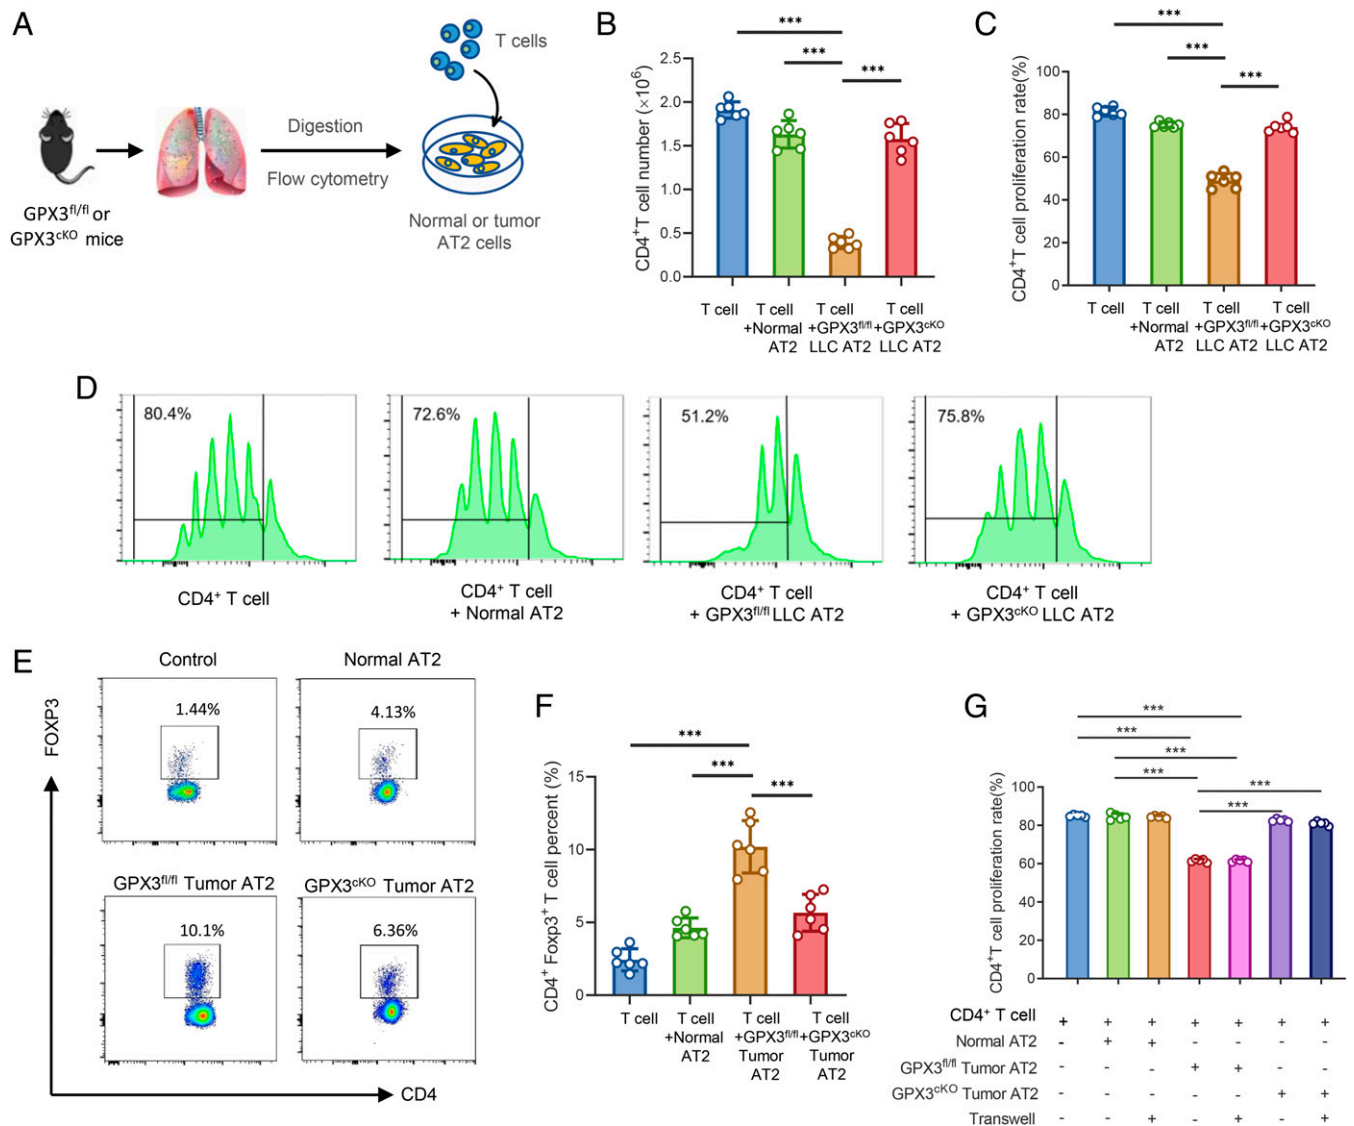 A
T cells
Digestion
Flow cytometry
GPX3fl/fl or
GPX3cKO mice
Normal or tumor
AT2 cells
B
***
***
***
CD4+T cell number (×10⁶)
2.5
2.0
1.5
1.0
0.5
0.0
T cell
T cell
+Normal
AT2
T cell
+GPX3fl/fl
LLC AT2
T cell
+GPX3cKO
LLC AT2
C
***
***
***
CD4+T cell proliferation rate(%)
100
80
60
40
20
0
T cell
T cell
+Normal
AT2
T cell
+GPX3fl/fl
LLC AT2
T cell
+GPX3cKO
LLC AT2
D
80.4%
CD4+ T cell
72.6%
CD4+ T cell
+ Normal AT2
51.2%
CD4+ T cell
+ GPX3fl/fl LLC AT2
75.8%
CD4+ T cell
+ GPX3cKO LLC AT2
E
FOXP3
Control
1.44%
Normal AT2
4.13%
GPX3fl/fl Tumor AT2
10.1%
GPX3cKO Tumor AT2
6.36%
CD4
F
***
***
***
CD4+ Foxp3+ T cell percent (%)
15
10
5
0
T cell
T cell
+Normal
AT2
T cell
+GPX3fl/fl
Tumor
AT2
T cell
+GPX3cKO
Tumor
AT2
G
***
***
***
***
***
***
CD4+T cell proliferation rate(%)
100
80
60
40
20
0
CD4+ T cell + + + + + + +
Normal AT2 - + + - - - -
GPX3fl/fl Tumor AT2 - - - + + - -
GPX3cKO Tumor AT2 - - - - - + +
Transwell - - + - + - +